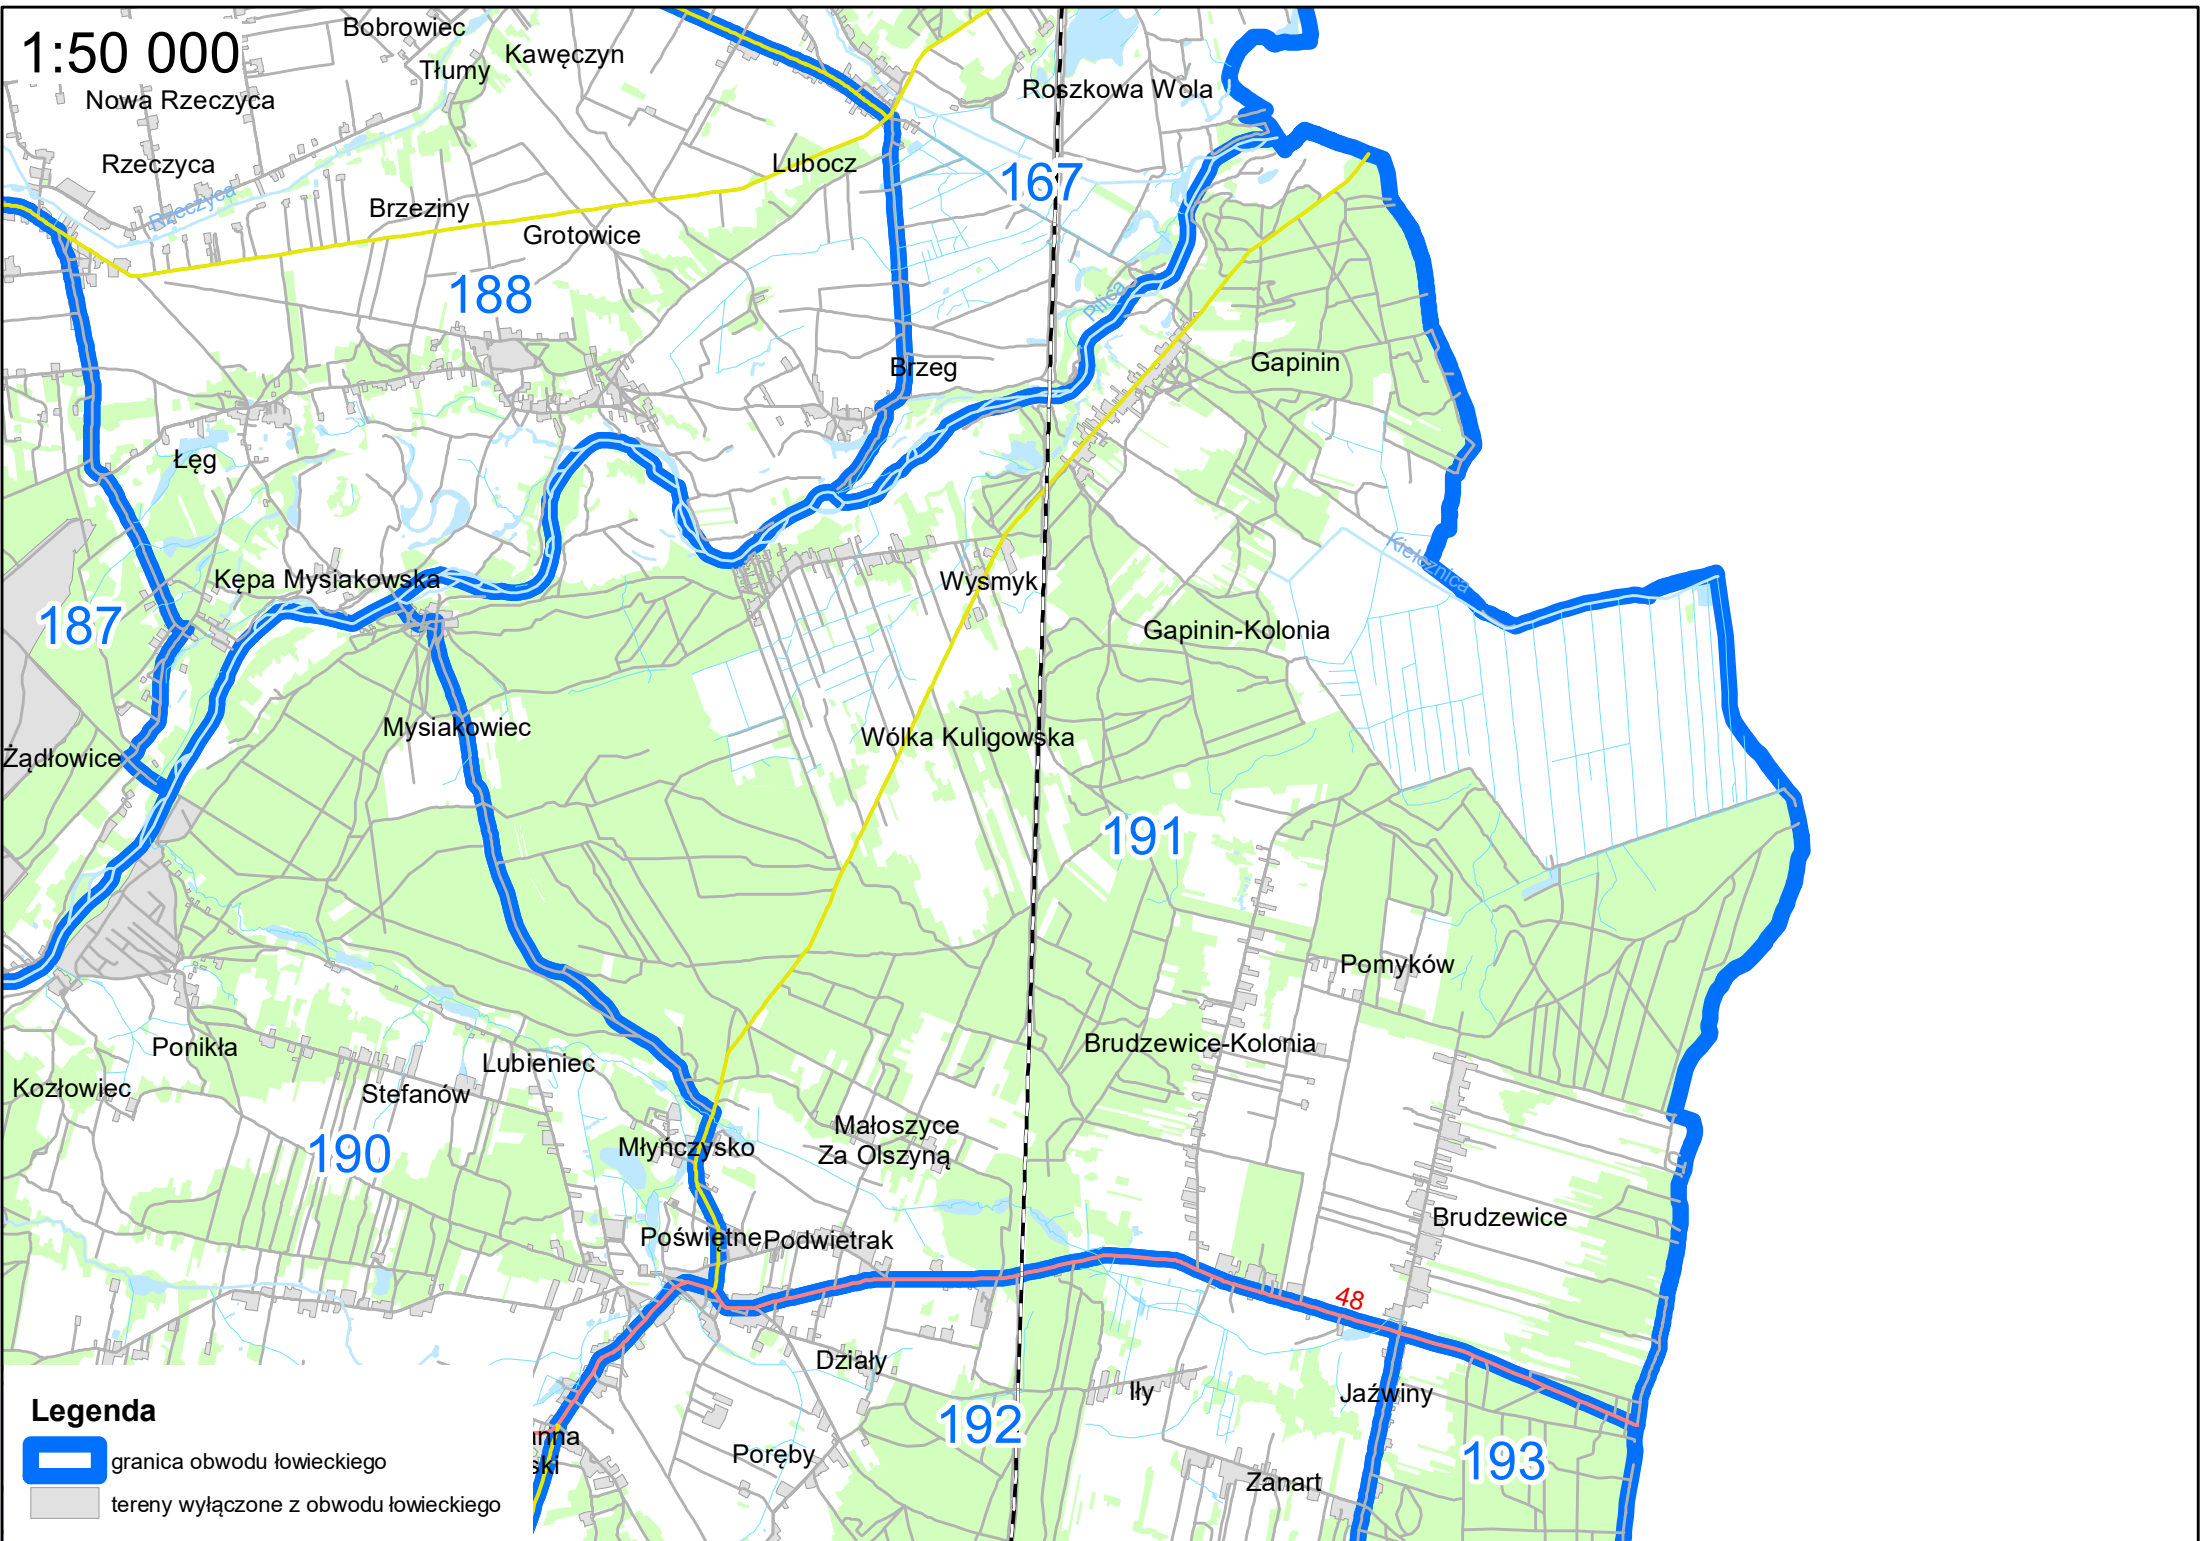 1:50 000
Bobrowiec
Tłumy
Kawęczyn
Nowa Rzeczyca
Roszkowa Wola
Rzeczyca
Rzeczyca
Lubocz
167
Brzeziny
Grotowice
188
Pilica
Brzeg
Gapinin
Łęg
Kiełcznica
Kępa Mysiakowska
Wysmyk
187
Gapinin-Kolonia
Mysiakowiec
Wólka Kuligowska
Żądłowice
191
Pomyków
Ponikła
Brudzewice-Kolonia
Lubieniec
Kozłowiec
Stefanów
Małoszyce
Za Olszyną
190
Młyńczysko
Brudzewice
Poświętne
Podwietrak
48
Działy
Iły
Jaźwiny
192
Poręby
193
Zanart
Legenda
granica obwodu łowieckiego
tereny wyłączone z obwodu łowieckiego